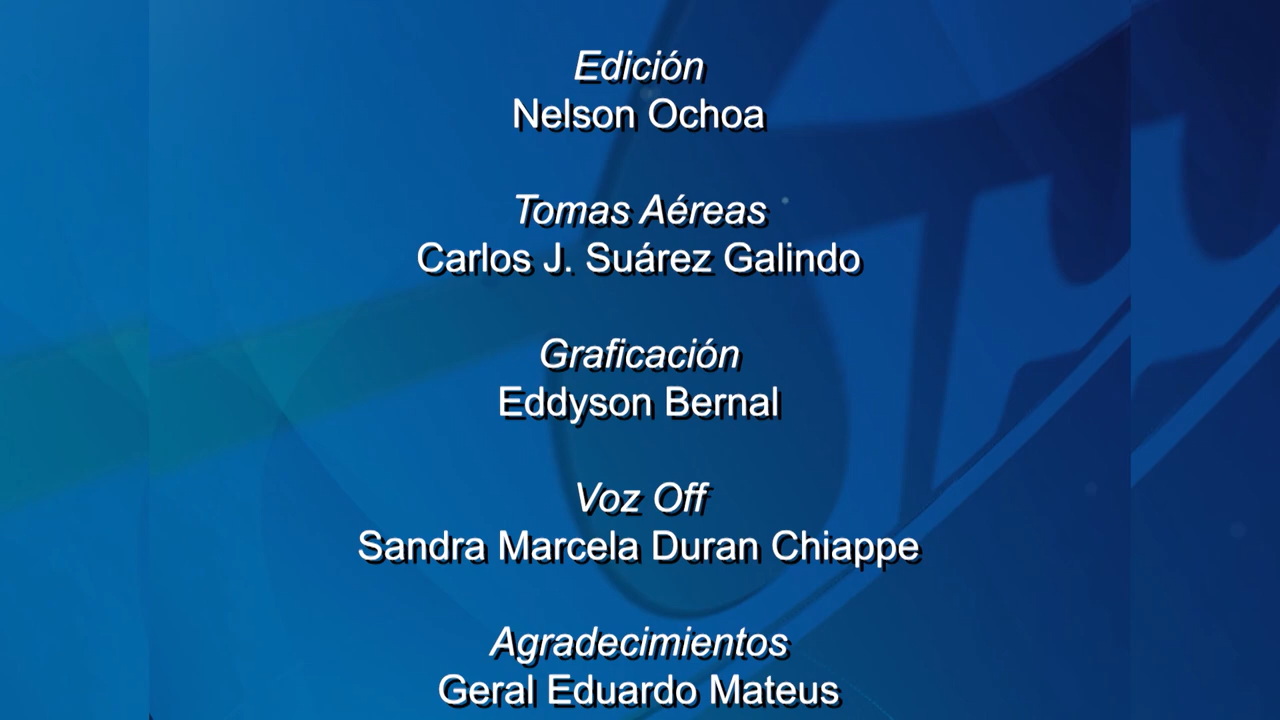 Edición
Nelson Ochoa
Tomas Aéreas
Carlos J. Suárez Galindo
Graficación
Eddyson Bernal
Voz Off
Sandra Marcela Duran Chiappe
Agradecimientos
Geral Eduardo Mateus